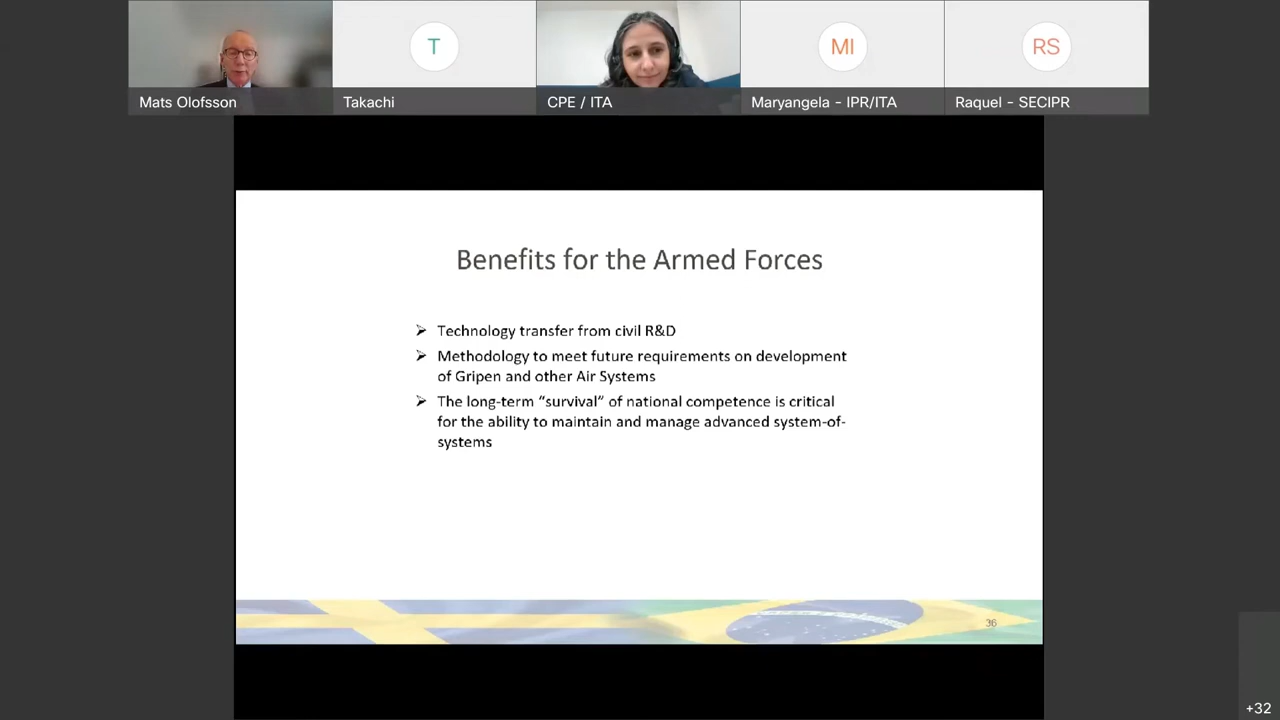 T
MI
RS
Mats Olofsson
Takachi
CPE / ITA
Maryangela - IPR/ITA
Raquel - SECIPR
Benefits for the Armed Forces
➢ Technology transfer from civil R&D
➢ Methodology to meet future requirements on development
of Gripen and other Air Systems
➢ The long-term “survival” of national competence is critical
for the ability to maintain and manage advanced system-of-
systems
36
+32